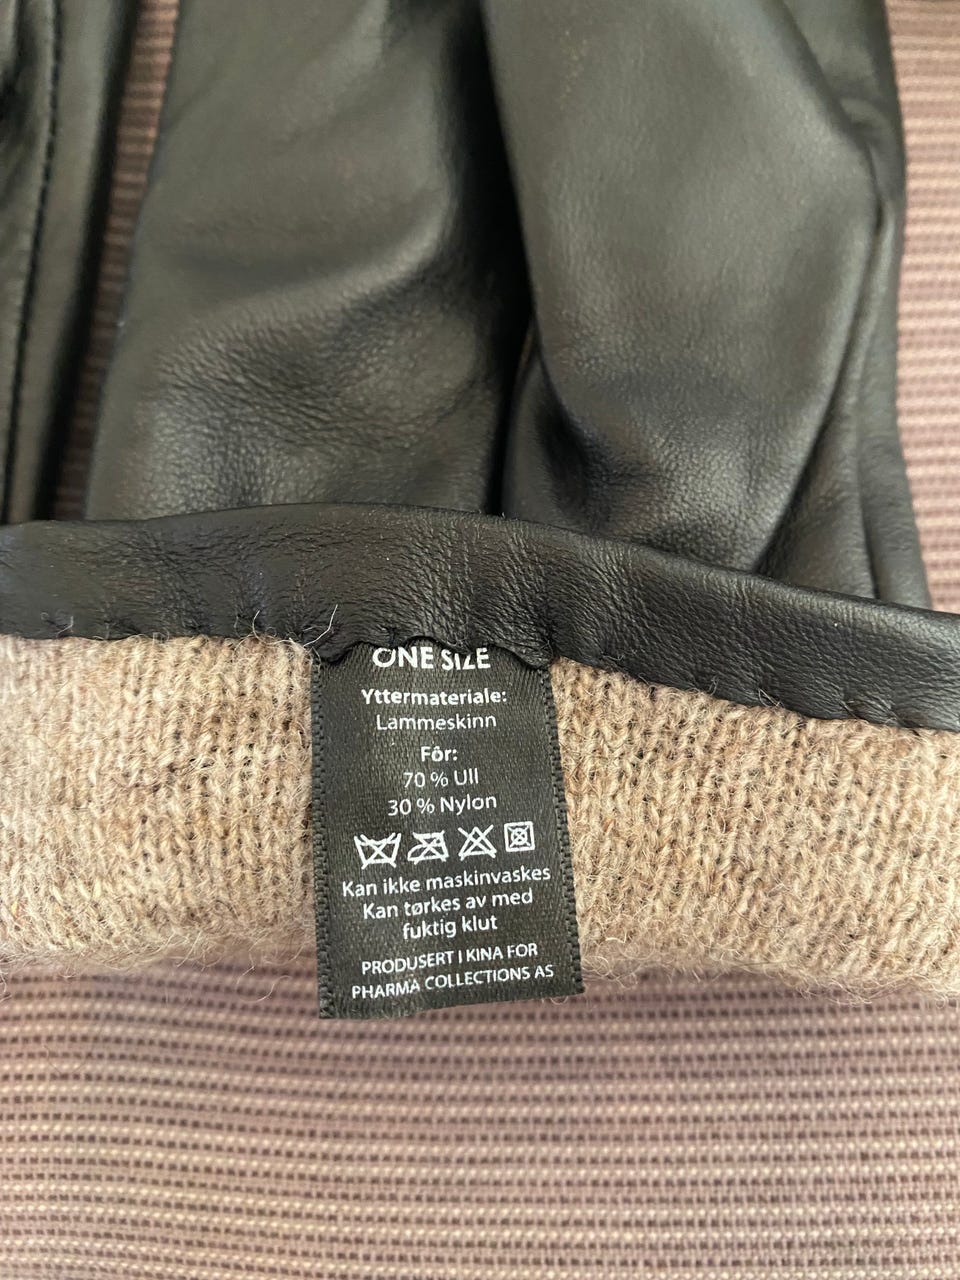 ONE SIZE
Yttermateriale:
Lammeskinn
Fôr:
70 % Ull
30 % Nylon
Kan ikke maskinvaskes
Kan tørkes av med
fuktig klut
PRODUSERT I KINA FOR
PHARMA COLLECTIONS AS